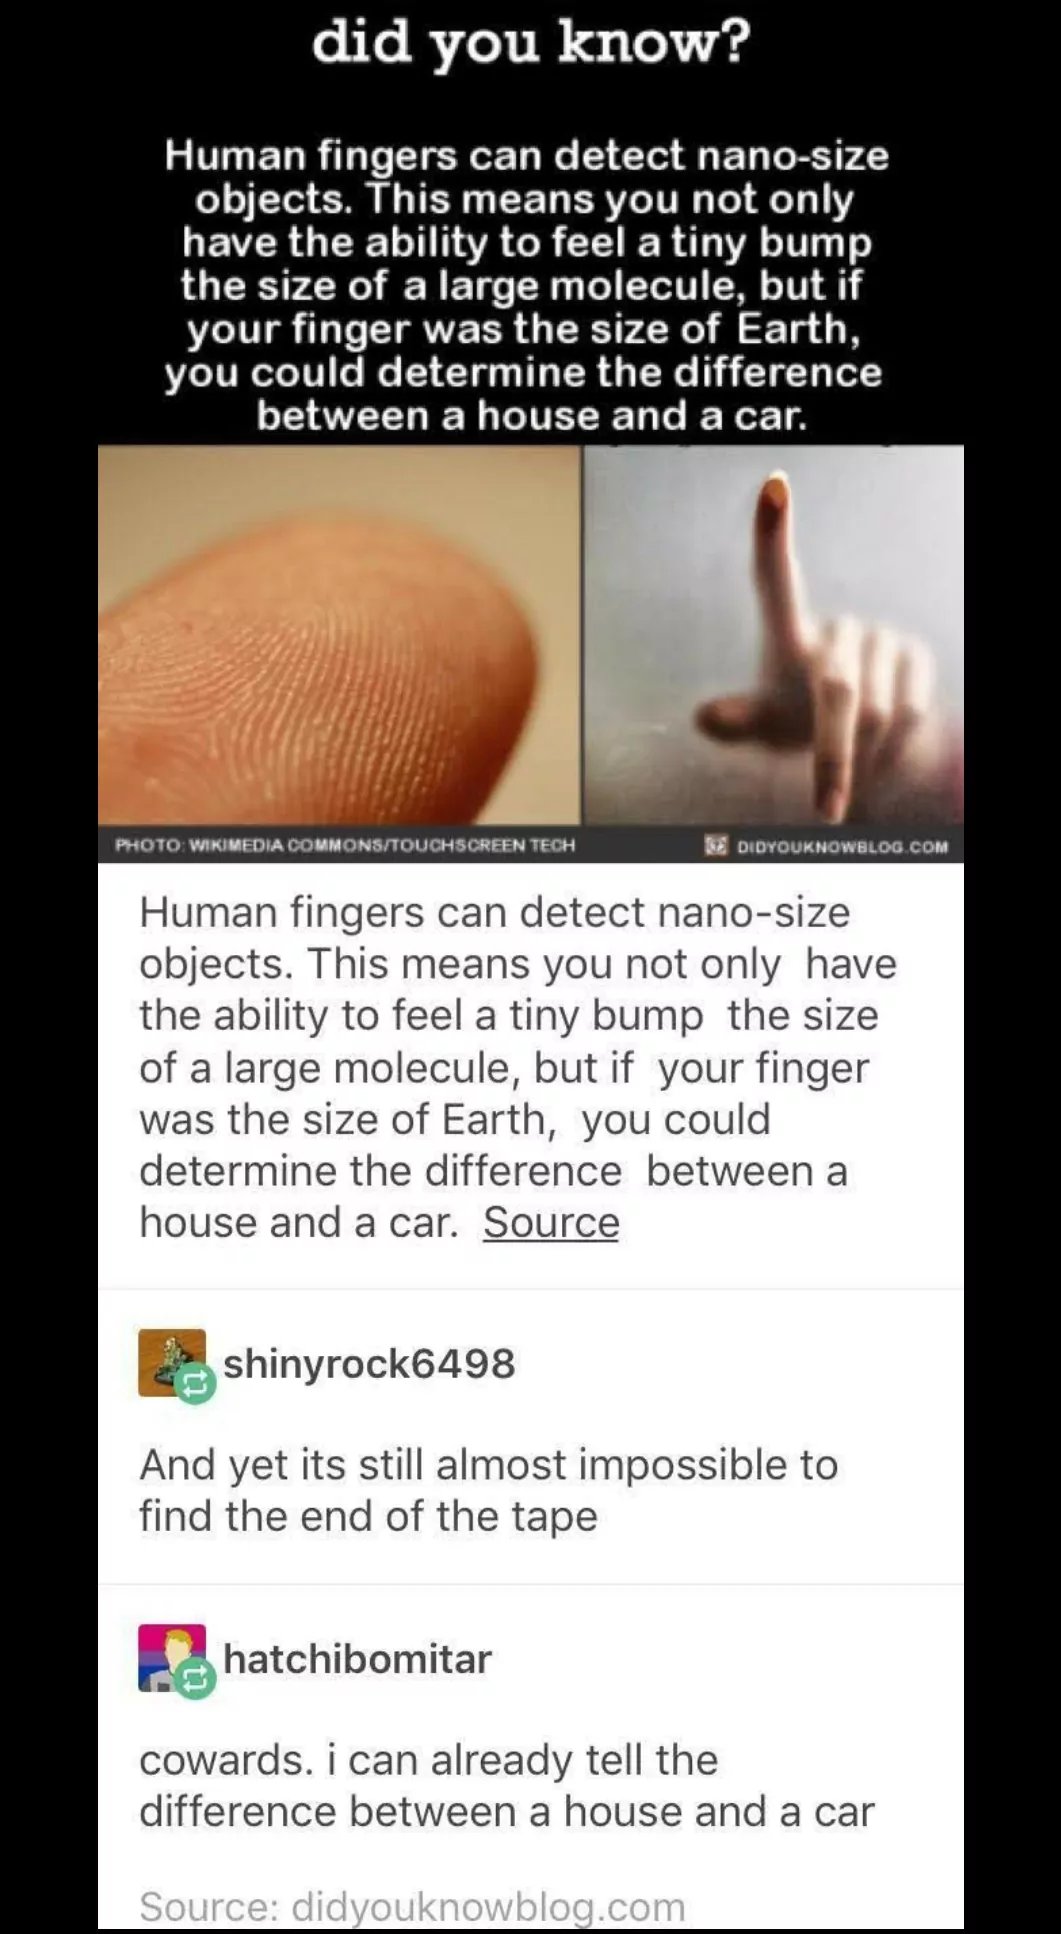 did you know?
Human fingers can detect nano-size
objects. This means you not only
have the ability to feel a tiny bump
the size of a large molecule, but if
your finger was the size of Earth,
you could determine the difference
between a house and a car.
PHOTO: WIKIMEDIA COMMONS/TOUCHSCREEN TECH
DIDYOUKNOWBLOG.COM
Human fingers can detect nano-size
objects. This means you not only have
the ability to feel a tiny bump the size
of a large molecule, but if your finger
was the size of Earth, you could
determine the difference between a
house and a car. Source
shinyrock6498
And yet its still almost impossible to
find the end of the tape
hatchibomitar
cowards. i can already tell the
difference between a house and a car
Source: didyouknowblog.com